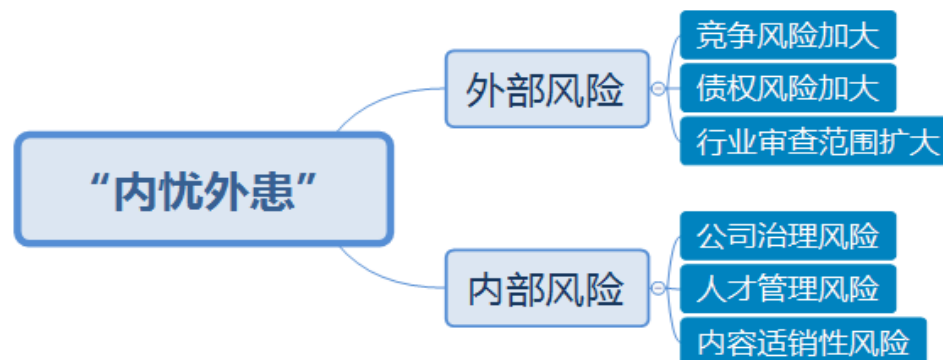 “内忧外患”
外部风险
竞争风险加大
债权风险加大
行业审查范围扩大
内部风险
公司治理风险
人才管理风险
内容适销性风险